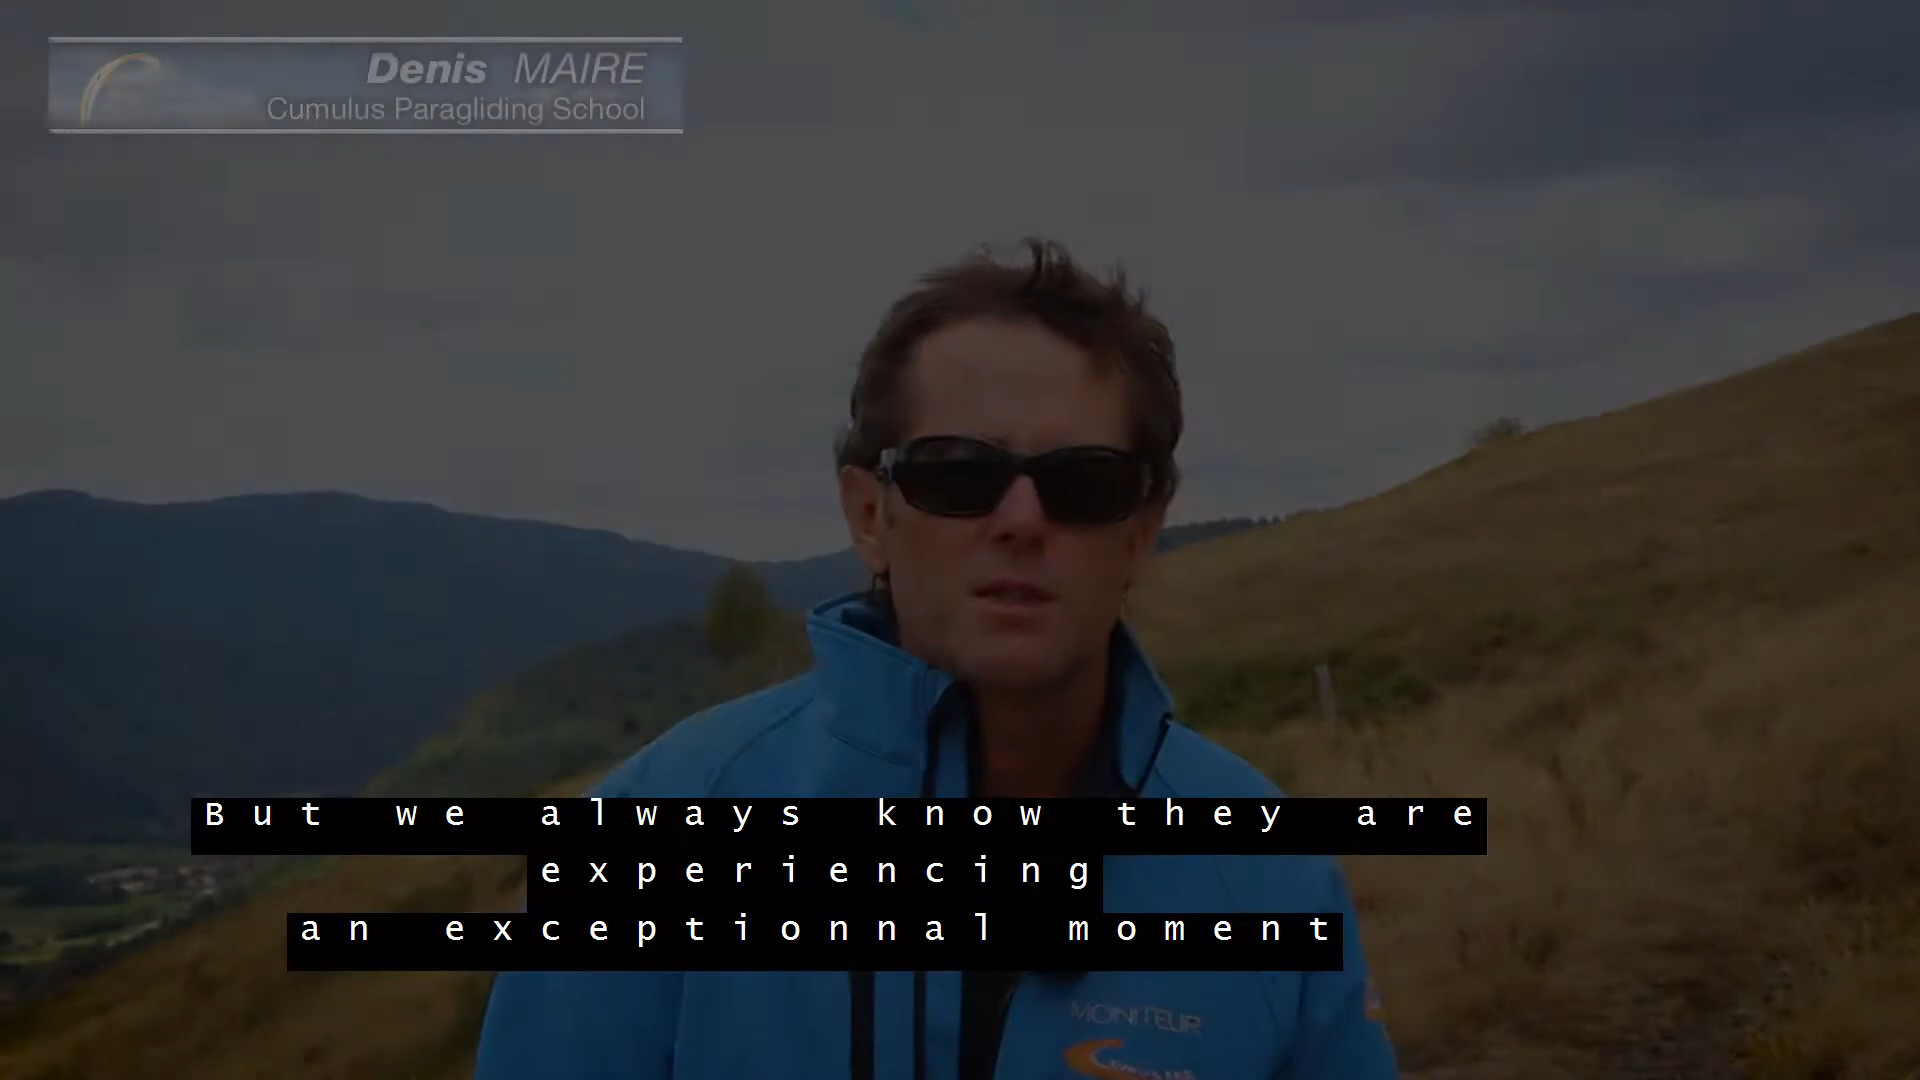 Denis MAIRE
Cumulus Paragliding School
But we always know they are
experiencing
an exceptionnal moment
MONITEUR